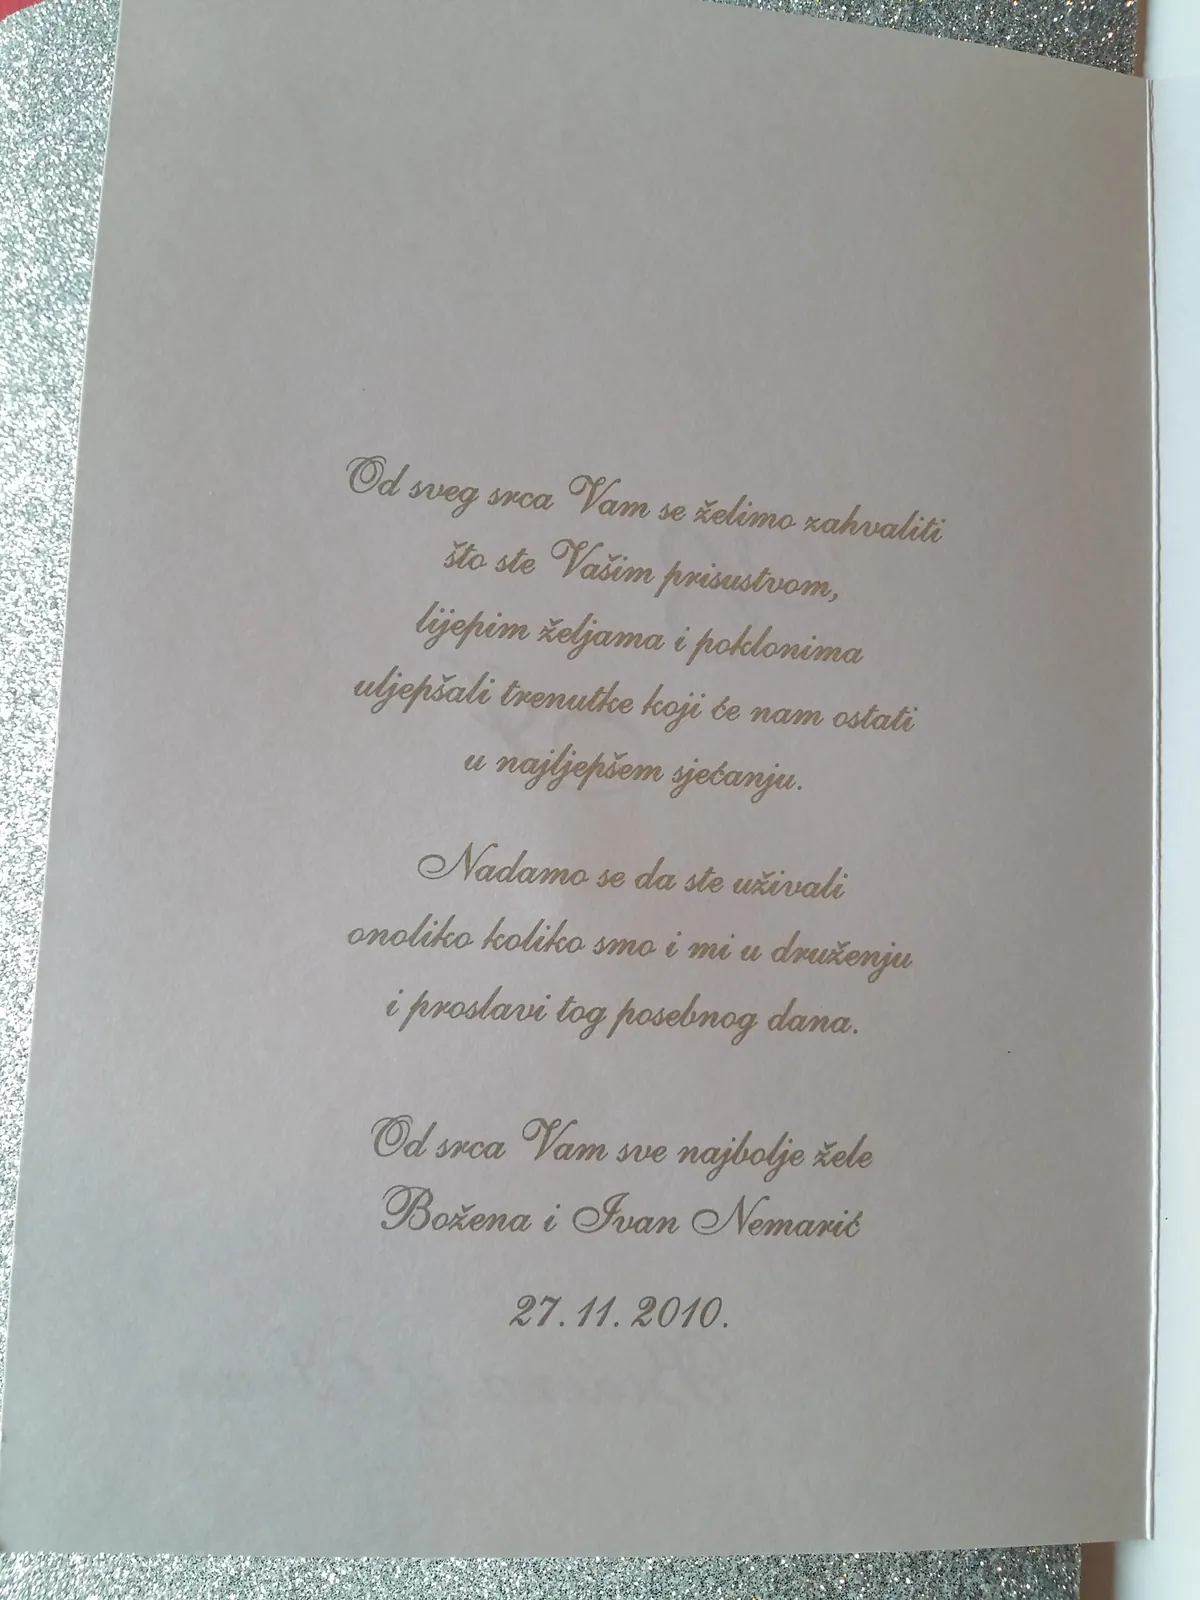 Od sveg srca Vam se želimo zahvaliti
što ste Vašim prisustvom,
lijepim željama i poklonima
uljepšali trenutke koji će nam ostati
u najljepšem sjećanju.
Nadamo se da ste uživali
onoliko koliko smo i mi u druženju
i proslavi tog posebnog dana.
Od srca Vam sve najbolje žele
Božena i Ivan Nemarić
27. 11. 2010.